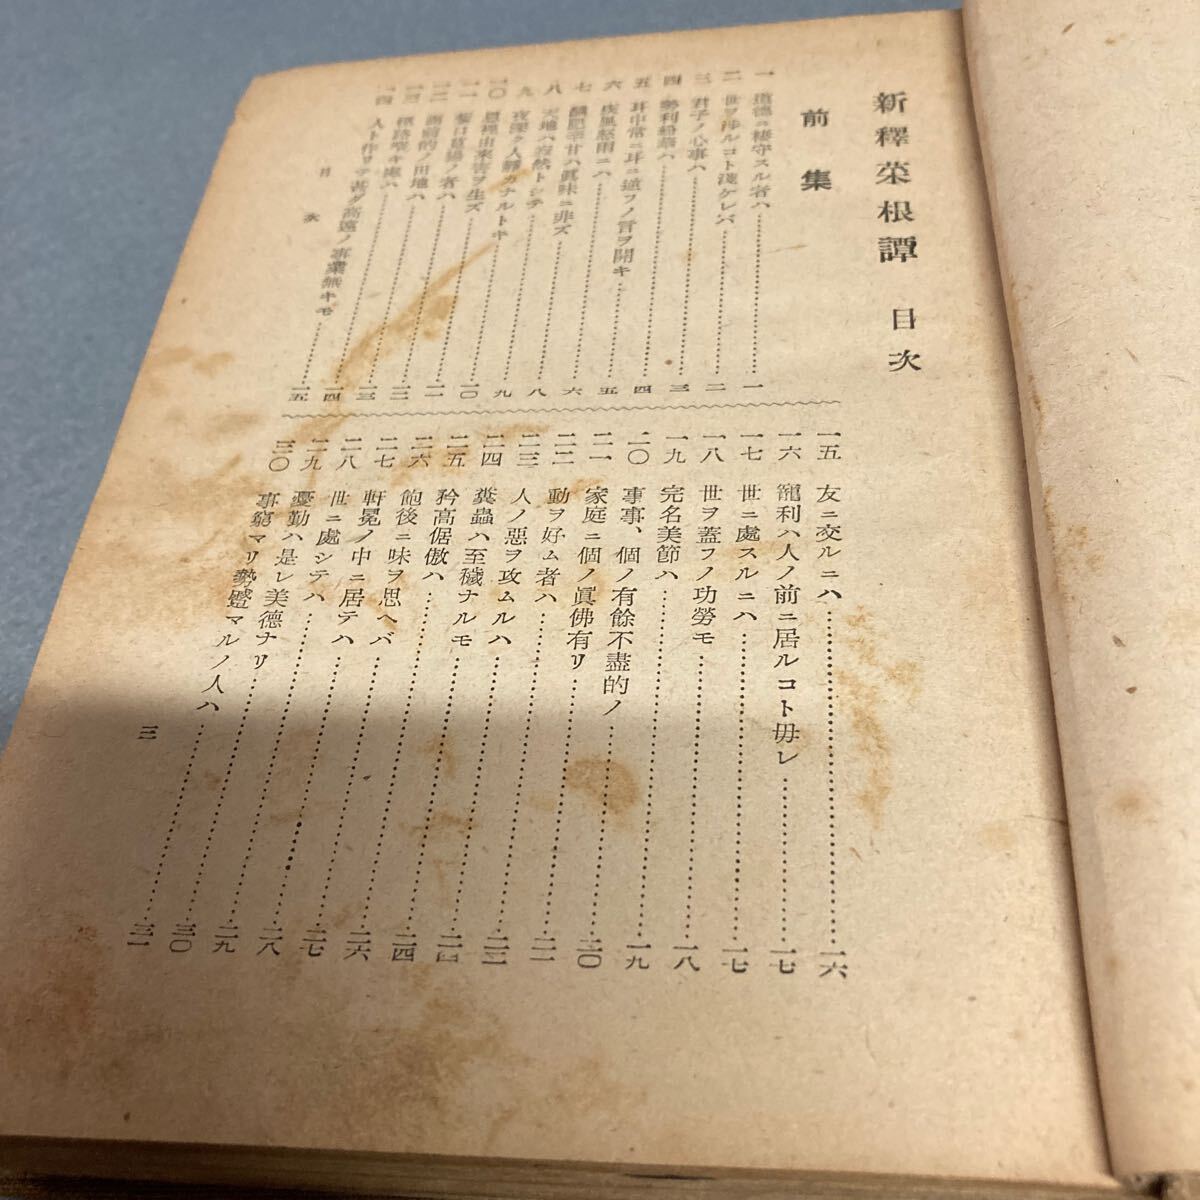 新釋菜根譚 目次
前集
一 道德ニ棲守スル者ハ……一
二 世ヲ渉ルコト淺ケレバ……二
三 君子ノ心事ハ……三
四 勢利紛華ハ……三
五 耳中常ニ耳ニ逆フノ言ヲ聞キ……四
六 疾風怒雨ニハ……五
七 醲肥辛甘ハ眞味ニ非ズ……六
八 天地ハ寂然トシテ……八
九 夜深ク人靜カナルトキ……九
一〇 恩裡由來害ヲ生ズ……一〇
一一 藜口莧腸ノ者ハ……一一
一二 面前的ノ田地ハ……一二
一三 徑路窄キ處ハ……一三
一四 人ト作リテ甚ダ高遠ノ事業無キモ……一五
一五 友ニ交ルニハ……一六
一六 寵利ハ人ノ前ニ居ルコト毋レ……一七
一七 世ニ處スルニハ……一七
一八 世ヲ蓋フノ功勞モ……一八
一九 完名美節ハ……一九
二〇 事事、個ノ有餘不盡的ノ……二〇
二一 家庭ニ個ノ眞佛有リ……二一
二二 動ヲ好ム者ハ……二二
二三 人ノ惡ヲ攻ムルハ……二三
二四 糞蟲ハ至穢ナルモ……二四
二五 矜高倨傲ハ……二六
二六 飽後ニ味ヲ思ヘバ……二七
二七 軒冕ノ中ニ居テハ……二八
二八 世ニ處シテハ……二九
二九 憂勤ハ是レ美德ナリ……三〇
三〇 事窮マリ勢蹙マルノ人ハ……三一
目次
三